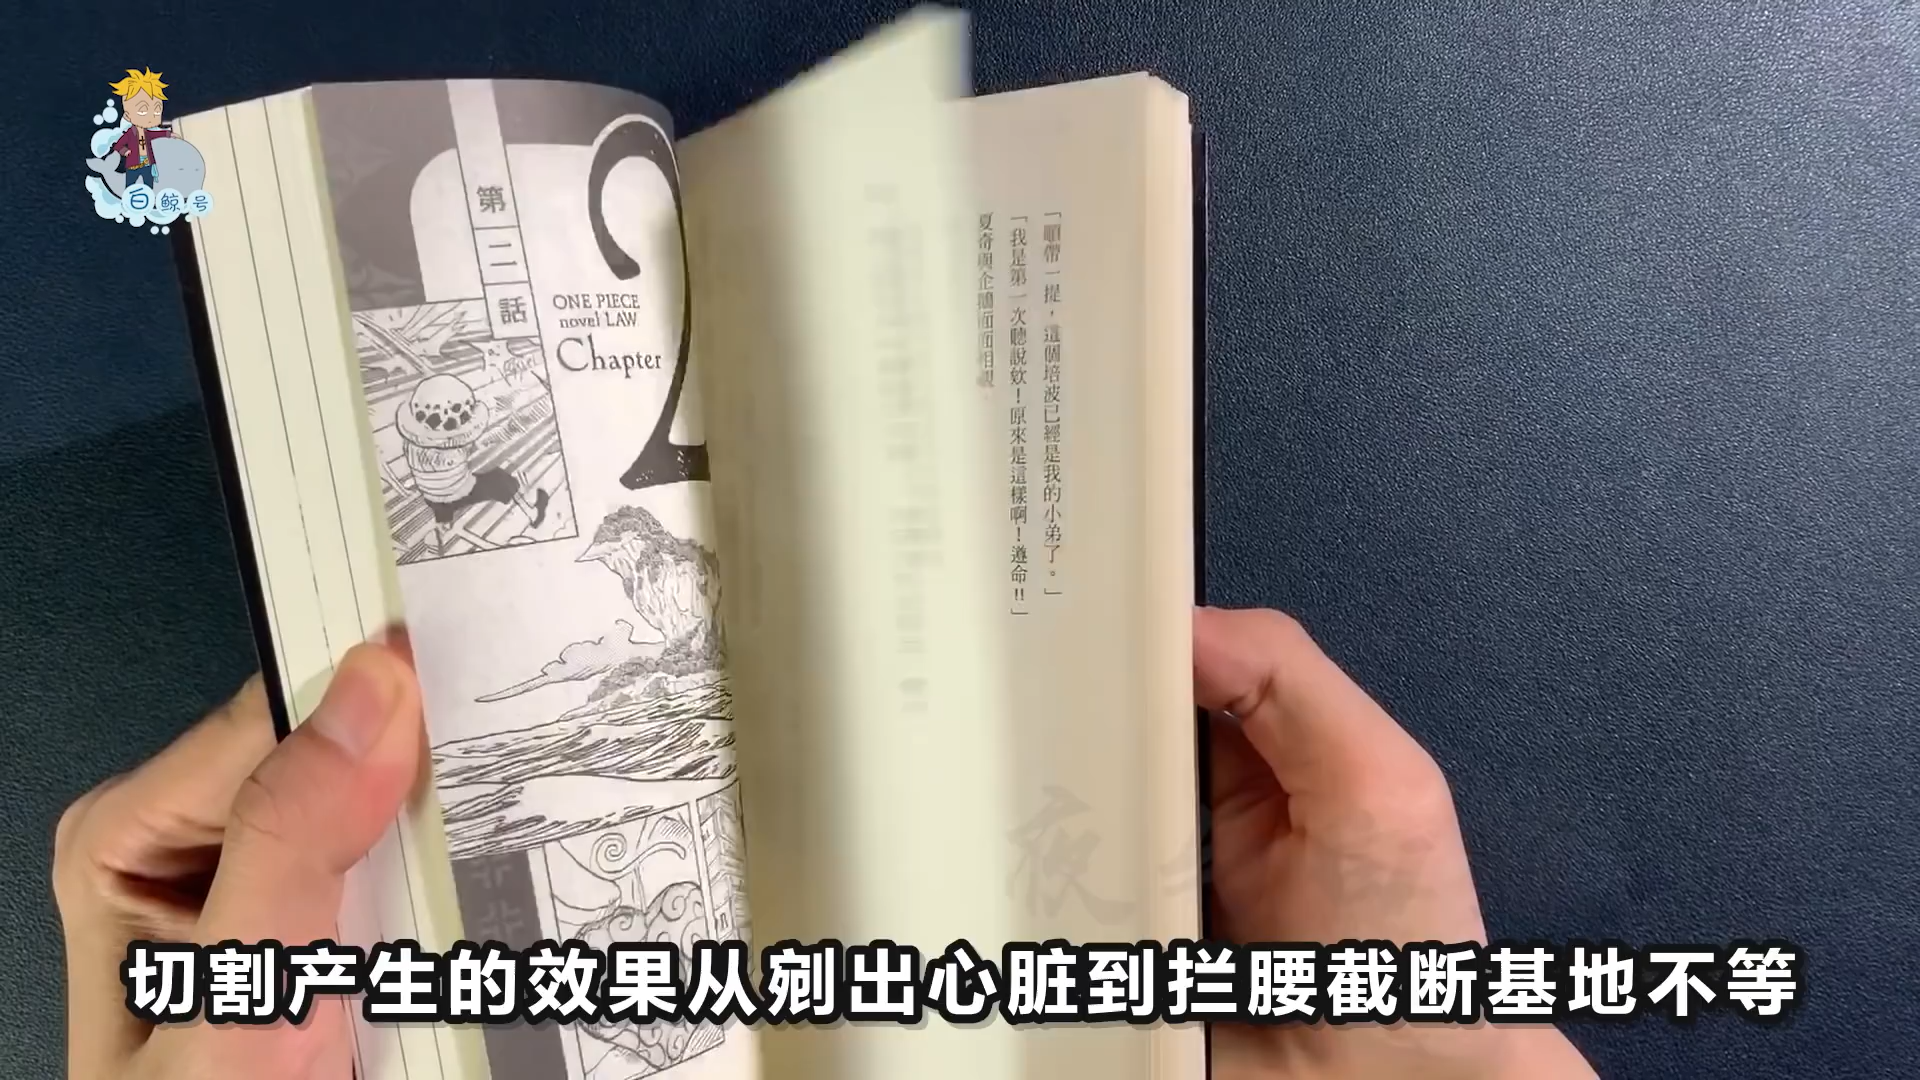 白鲸号
第二話
ONE PIECE
novel LAW
Chapter
2
「順帶一提，這個培波已經是我的小弟了。」
「我是第一次聽說欸！原來是這樣啊！遵命!!」
夏奇與企鵝面面相覷。
夜
切割产生的效果从剜出心脏到拦腰截断基地不等